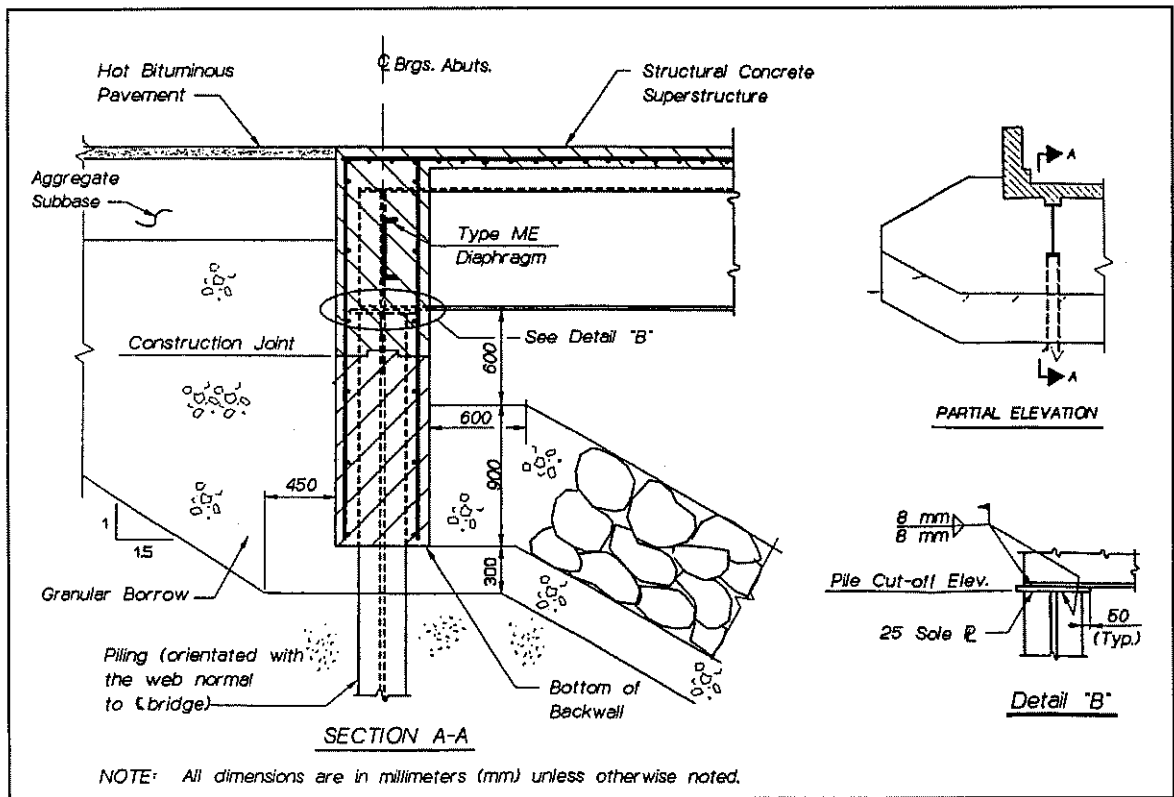 ℄ Brgs. Abuts.
Hot Bituminous
Pavement
Structural Concrete
Superstructure
Aggregate
Subbase
Type ME
Diaphragm
See Detail "B"
Construction Joint
600
600
900
450
300
1
1.5
Granular Borrow
Piling (orientated with
the web normal
to ℄ bridge)
Bottom of
Backwall
SECTION A-A
A
A
PARTIAL ELEVATION
8 mm
8 mm
Pile Cut-off Elev.
25 Sole ⅊
50
(Typ.)
Detail "B"
NOTE: All dimensions are in millimeters (mm) unless otherwise noted.